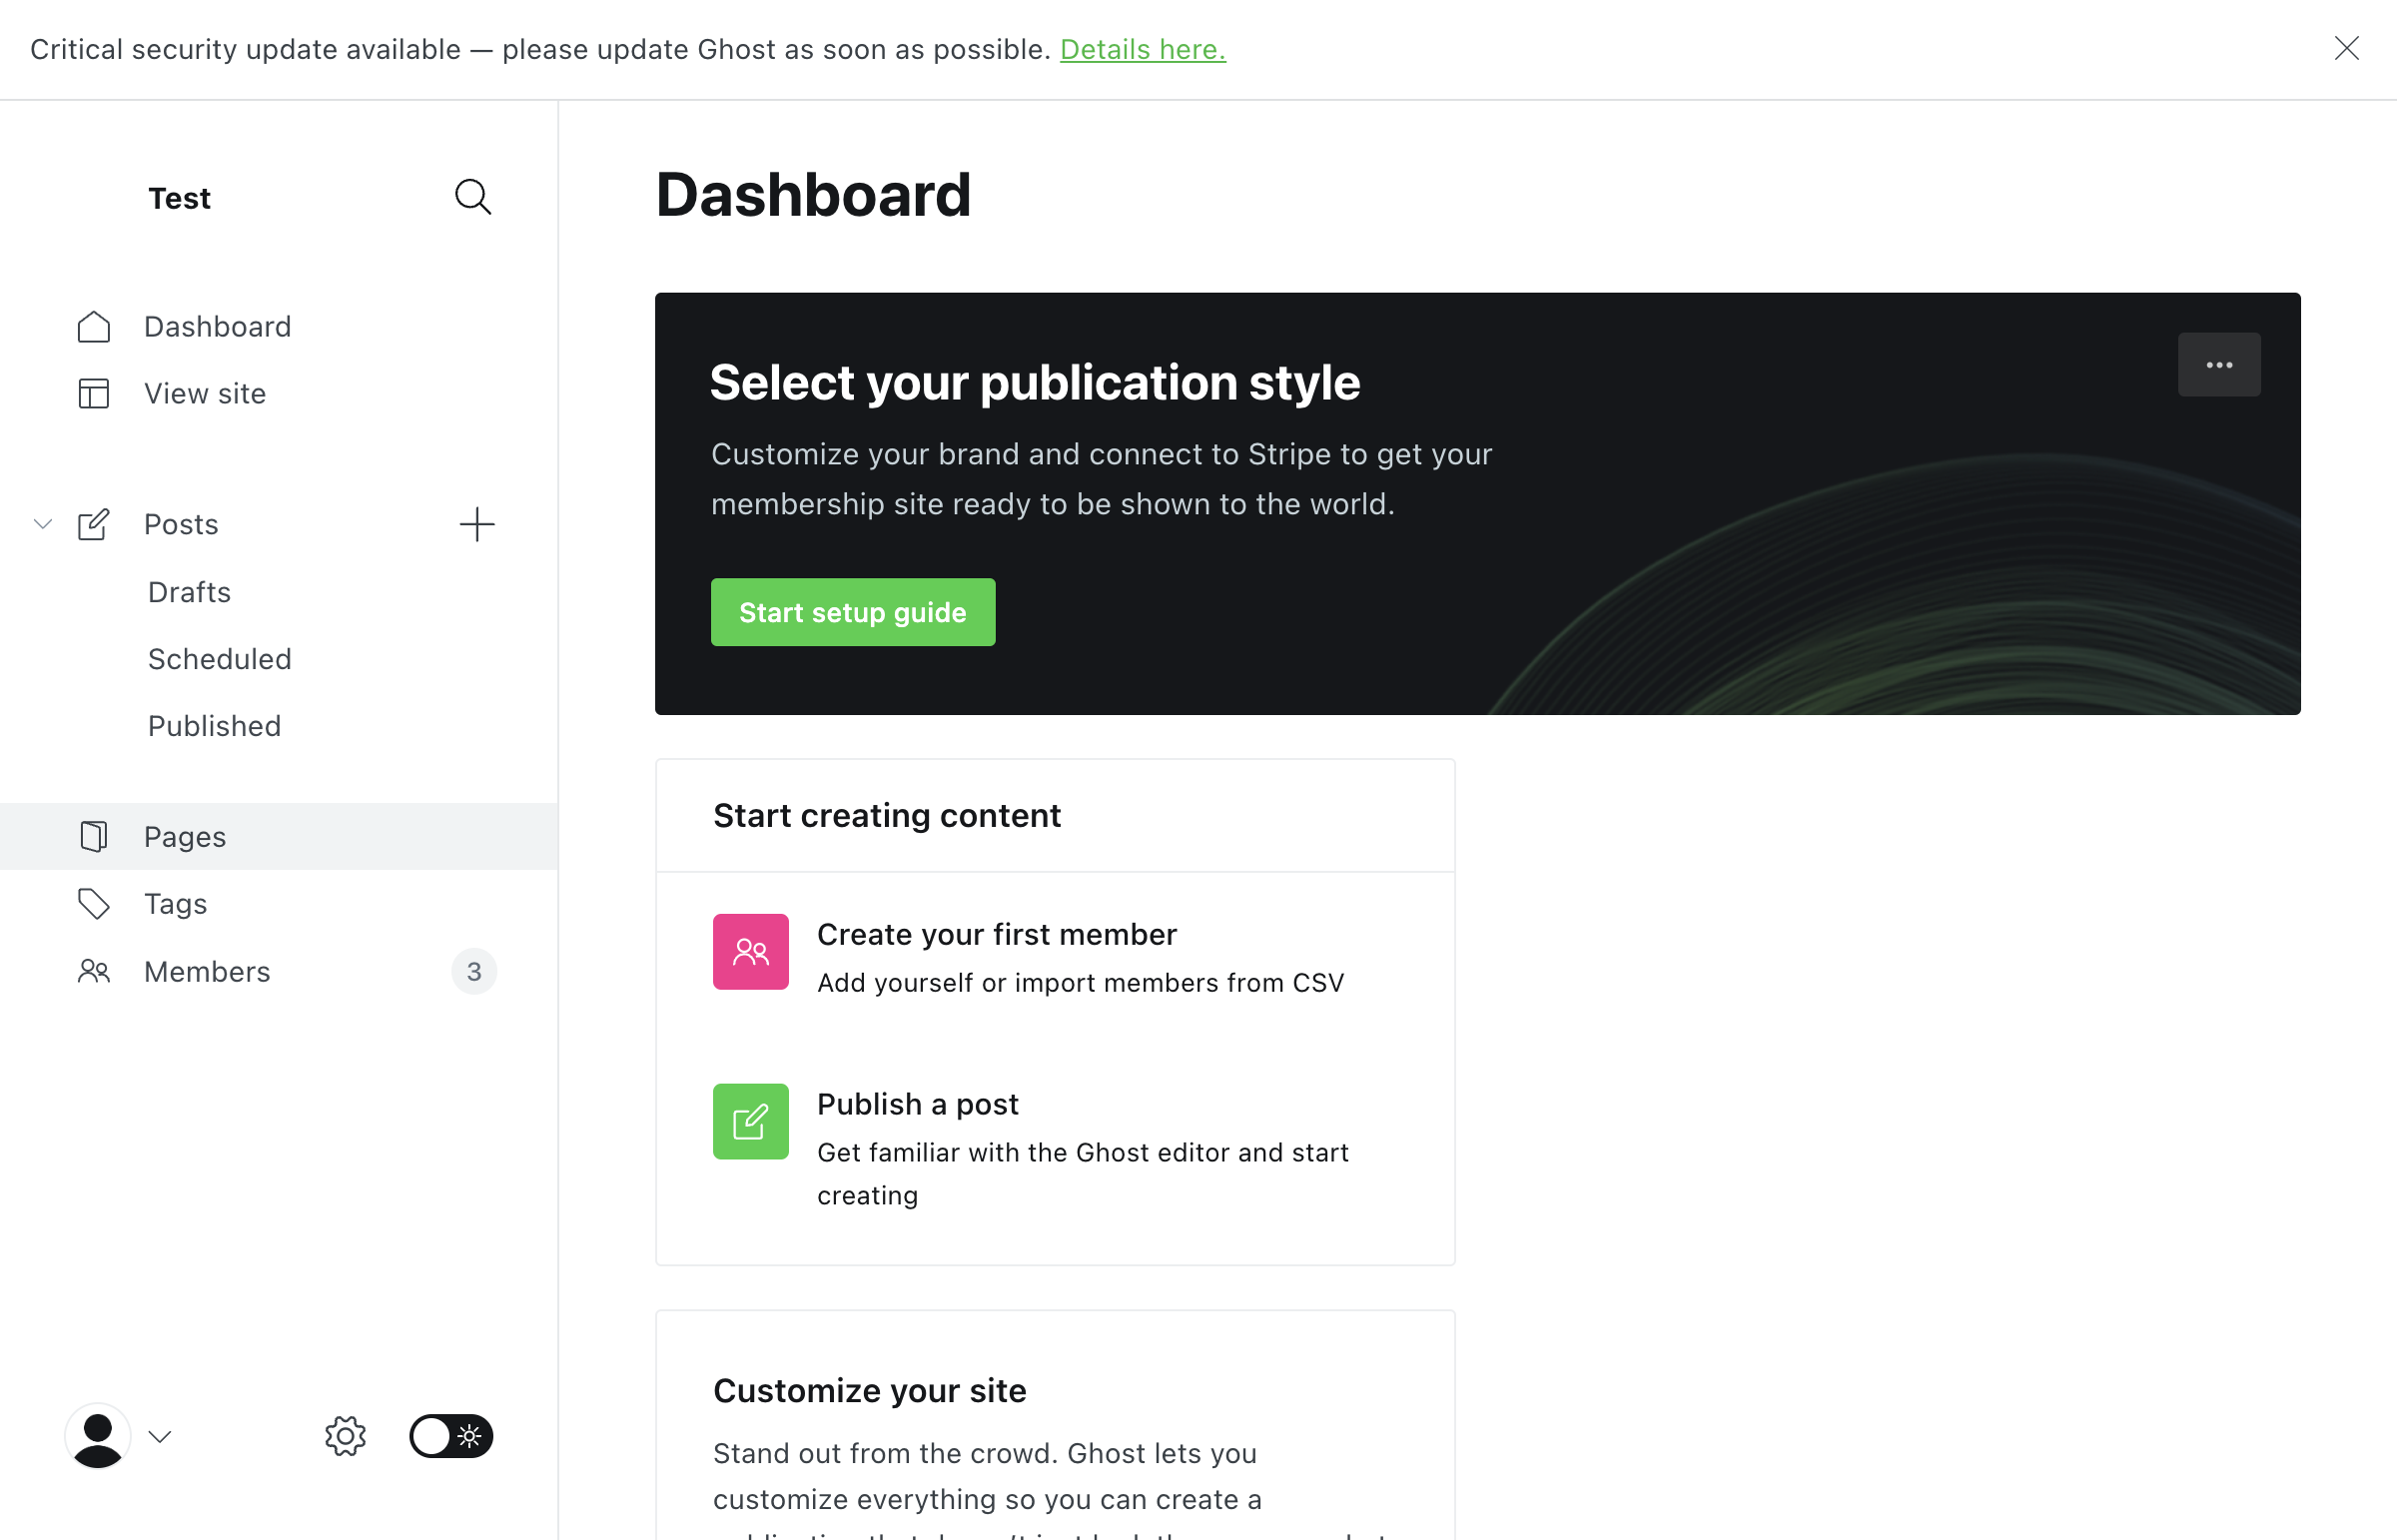 Critical security update available — please update Ghost as soon as possible. Details here.
Test
Dashboard
View site
Posts
Drafts
Scheduled
Published
Pages
Tags
Members
3
Dashboard
Select your publication style
Customize your brand and connect to Stripe to get your
membership site ready to be shown to the world.
Start setup guide
Start creating content
Create your first member
Add yourself or import members from CSV
Publish a post
Get familiar with the Ghost editor and start
creating
Customize your site
Stand out from the crowd. Ghost lets you
customize everything so you can create a